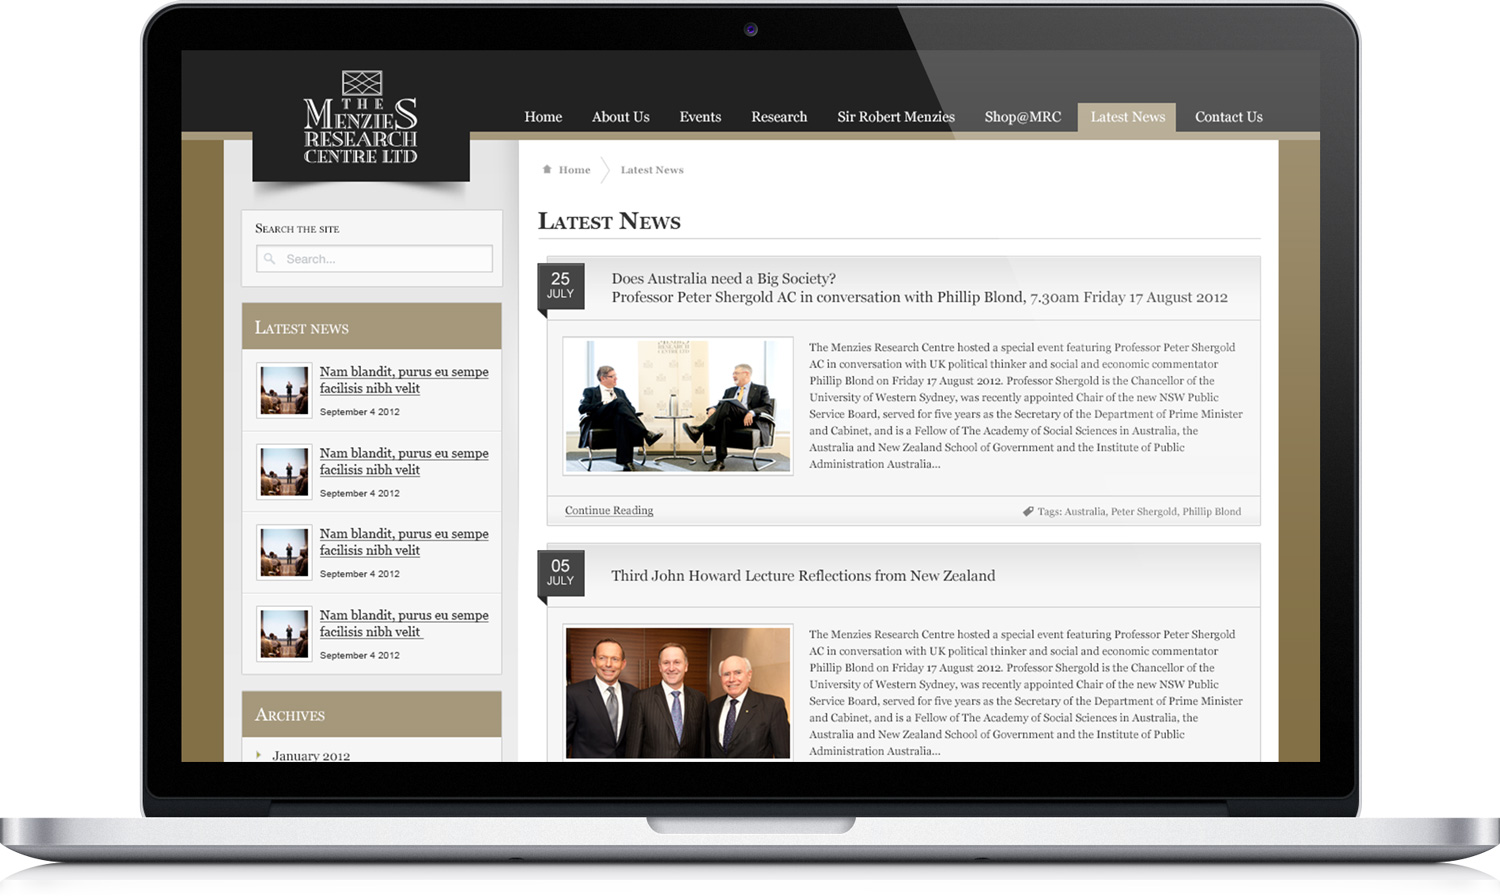 THE
MENZIES
RESEARCH
CENTRE LTD
Home
About Us
Events
Research
Sir Robert Menzies
Shop@MRC
Latest News
Contact Us
Home
Latest News
SEARCH THE SITE
Search...
LATEST NEWS
Nam blandit, purus eu sempe
facilisis nibh velit
September 4 2012
Nam blandit, purus eu sempe
facilisis nibh velit
September 4 2012
Nam blandit, purus eu sempe
facilisis nibh velit
September 4 2012
Nam blandit, purus eu sempe
facilisis nibh velit
September 4 2012
ARCHIVES
January 2012
LATEST NEWS
25
JULY
Does Australia need a Big Society?
Professor Peter Shergold AC in conversation with Phillip Blond, 7.30am Friday 17 August 2012
RESEARCH
CENTRE LTD
The Menzies Research Centre hosted a special event featuring Professor Peter Shergold
AC in conversation with UK political thinker and social and economic commentator
Phillip Blond on Friday 17 August 2012. Professor Shergold is the Chancellor of the
University of Western Sydney, was recently appointed Chair of the new NSW Public
Service Board, served for five years as the Secretary of the Department of Prime Minister
and Cabinet, and is a Fellow of The Academy of Social Sciences in Australia, the
Australia and New Zealand School of Government and the Institute of Public
Administration Australia...
Continue Reading
Tags: Australia, Peter Shergold, Phillip Blond
05
JULY
Third John Howard Lecture Reflections from New Zealand
The Menzies Research Centre hosted a special event featuring Professor Peter Shergold
AC in conversation with UK political thinker and social and economic commentator
Phillip Blond on Friday 17 August 2012. Professor Shergold is the Chancellor of the
University of Western Sydney, was recently appointed Chair of the new NSW Public
Service Board, served for five years as the Secretary of the Department of Prime Minister
and Cabinet, and is a Fellow of The Academy of Social Sciences in Australia, the
Australia and New Zealand School of Government and the Institute of Public
Administration Australia...